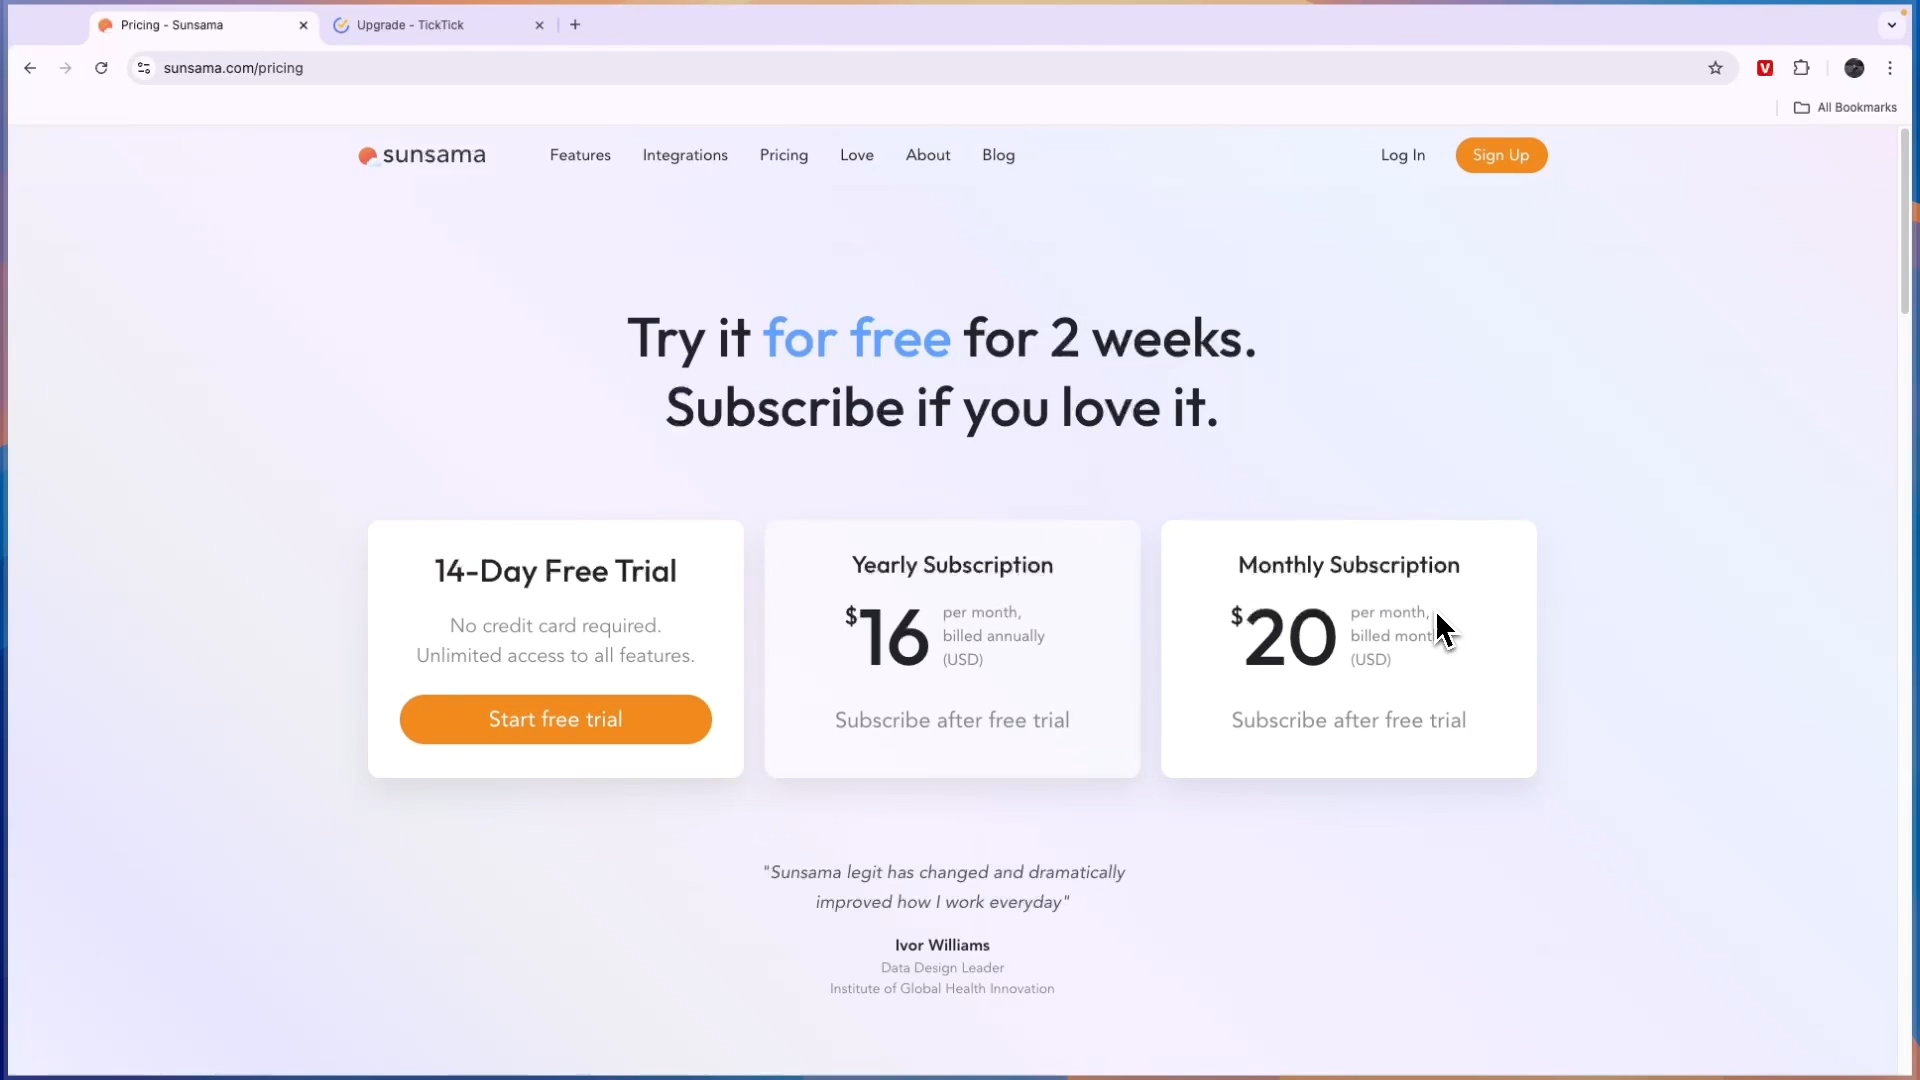 Pricing - Sunsama
Upgrade - TickTick
sunsama.com/pricing
V
All Bookmarks
sunsama
Features
Integrations
Pricing
Love
About
Blog
Log In
Sign Up
Try it for free for 2 weeks.
Subscribe if you love it.
14-Day Free Trial
No credit card required.
Unlimited access to all features.
Start free trial
Yearly Subscription
$16
per month,
billed annually
(USD)
Subscribe after free trial
Monthly Subscription
$20
per month,
billed
(USD)
Subscribe after free trial
"Sunsama legit has changed and dramatically
improved how I work everyday"
Ivor Williams
Data Design Leader
Institute of Global Health Innovation